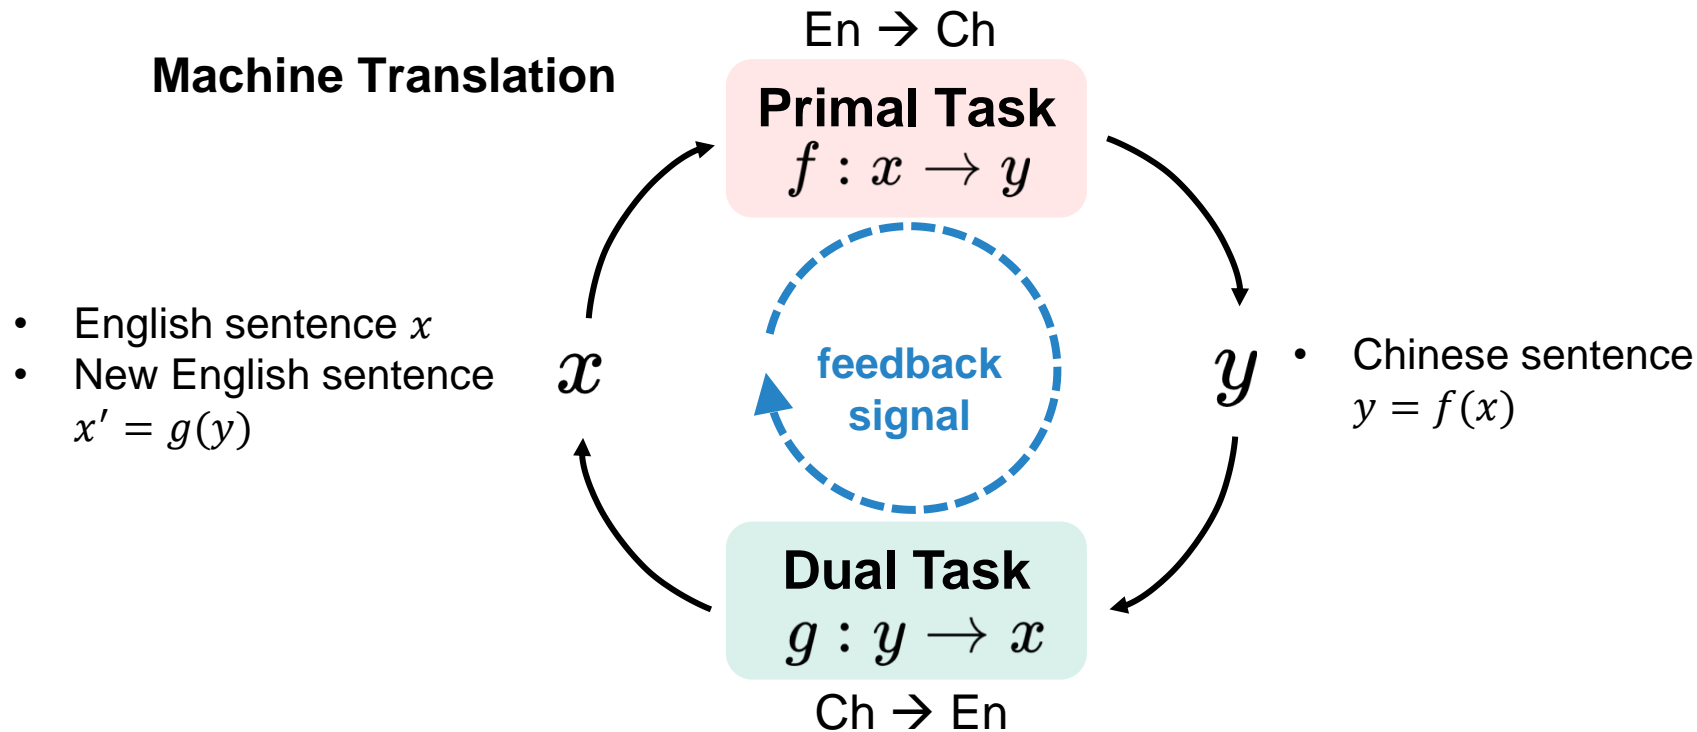 En → Ch
Machine Translation
Primal Task
f : x → y
• English sentence x
• New English sentence
x′ = g(y)
x
feedback
signal
y
• Chinese sentence
y = f(x)
Dual Task
g : y → x
Ch → En